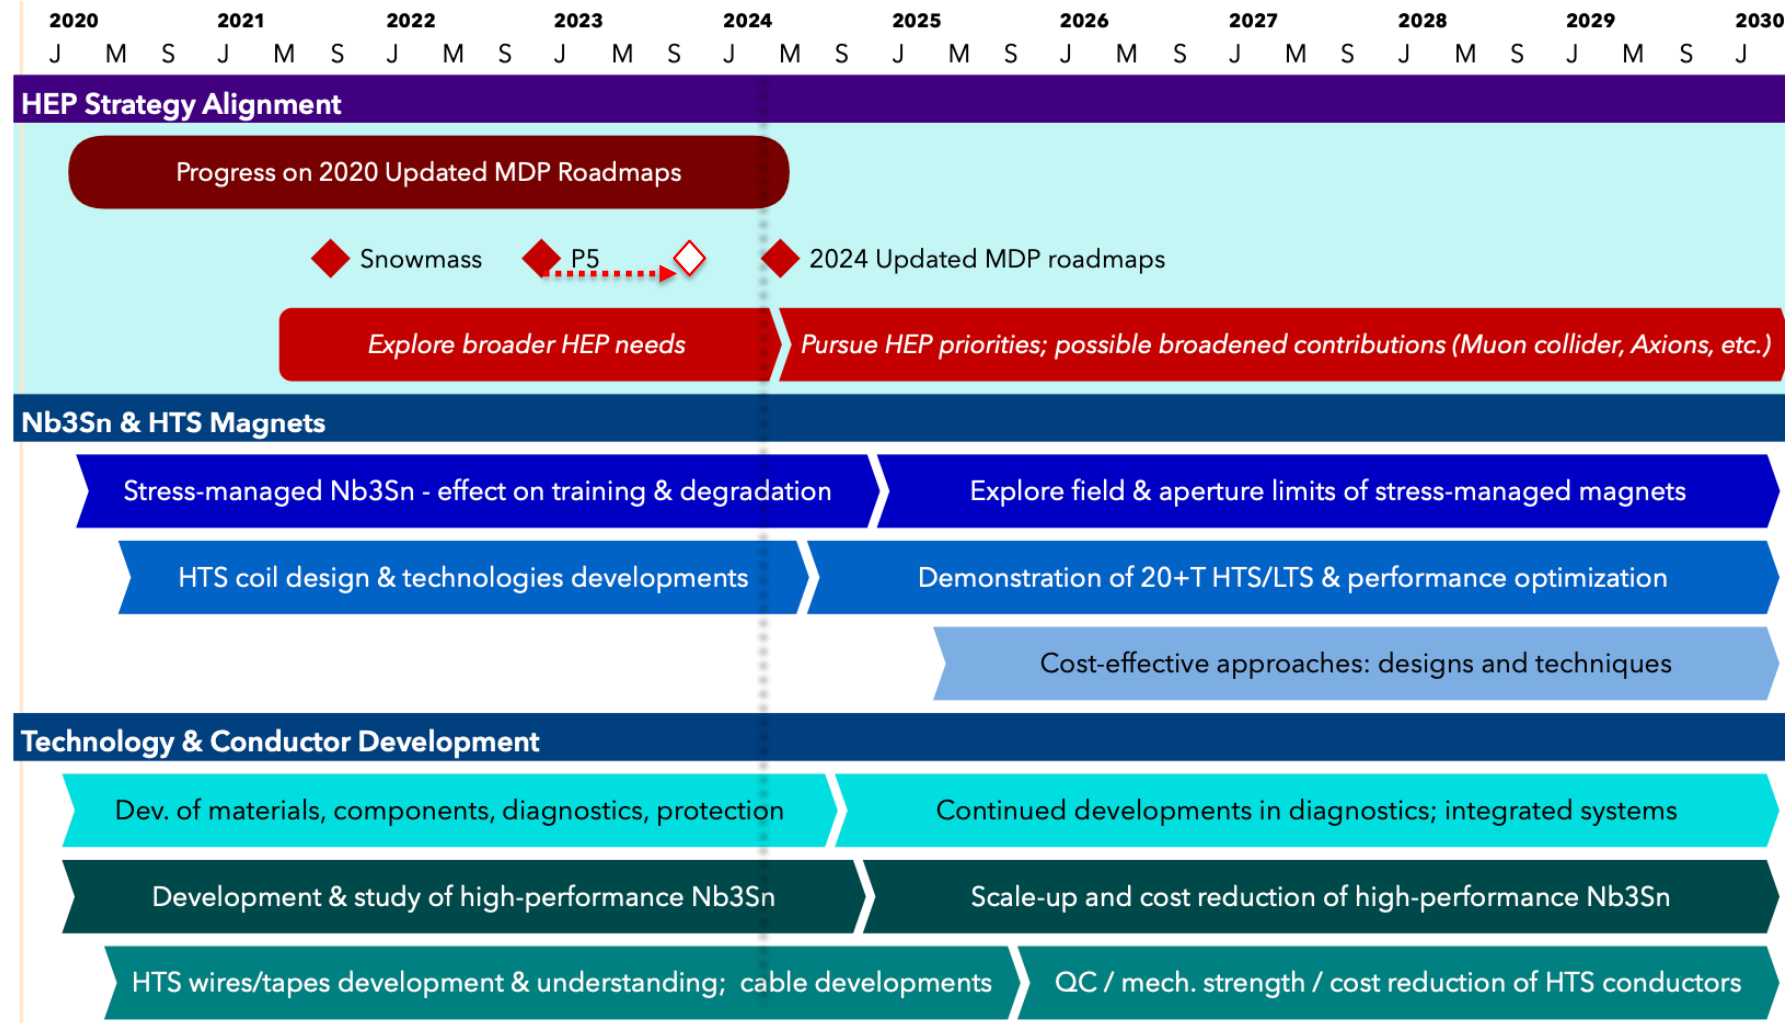 2020 2021 2022 2023 2024 2025 2026 2027 2028 2029 2030
J M S J M S J M S J M S J M S J M S J M S J M S J M S J M S J
HEP Strategy Alignment
Progress on 2020 Updated MDP Roadmaps
Snowmass P5 2024 Updated MDP roadmaps
Explore broader HEP needs Pursue HEP priorities; possible broadened contributions (Muon collider, Axions, etc.)
Nb3Sn & HTS Magnets
Stress-managed Nb3Sn - effect on training & degradation Explore field & aperture limits of stress-managed magnets
HTS coil design & technologies developments Demonstration of 20+T HTS/LTS & performance optimization
Cost-effective approaches: designs and techniques
Technology & Conductor Development
Dev. of materials, components, diagnostics, protection Continued developments in diagnostics; integrated systems
Development & study of high-performance Nb3Sn Scale-up and cost reduction of high-performance Nb3Sn
HTS wires/tapes development & understanding; cable developments QC / mech. strength / cost reduction of HTS conductors